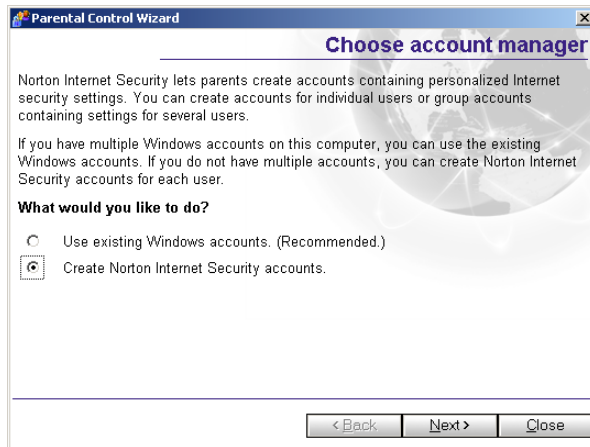 Parental Control Wizard
Choose account manager
Norton Internet Security lets parents create accounts containing personalized Internet
security settings. You can create accounts for individual users or group accounts
containing settings for several users.
If you have multiple Windows accounts on this computer, you can use the existing
Windows accounts. If you do not have multiple accounts, you can create Norton Internet
Security accounts for each user.
What would you like to do?
Use existing Windows accounts. (Recommended.)
Create Norton Internet Security accounts.
< Back Next > Close